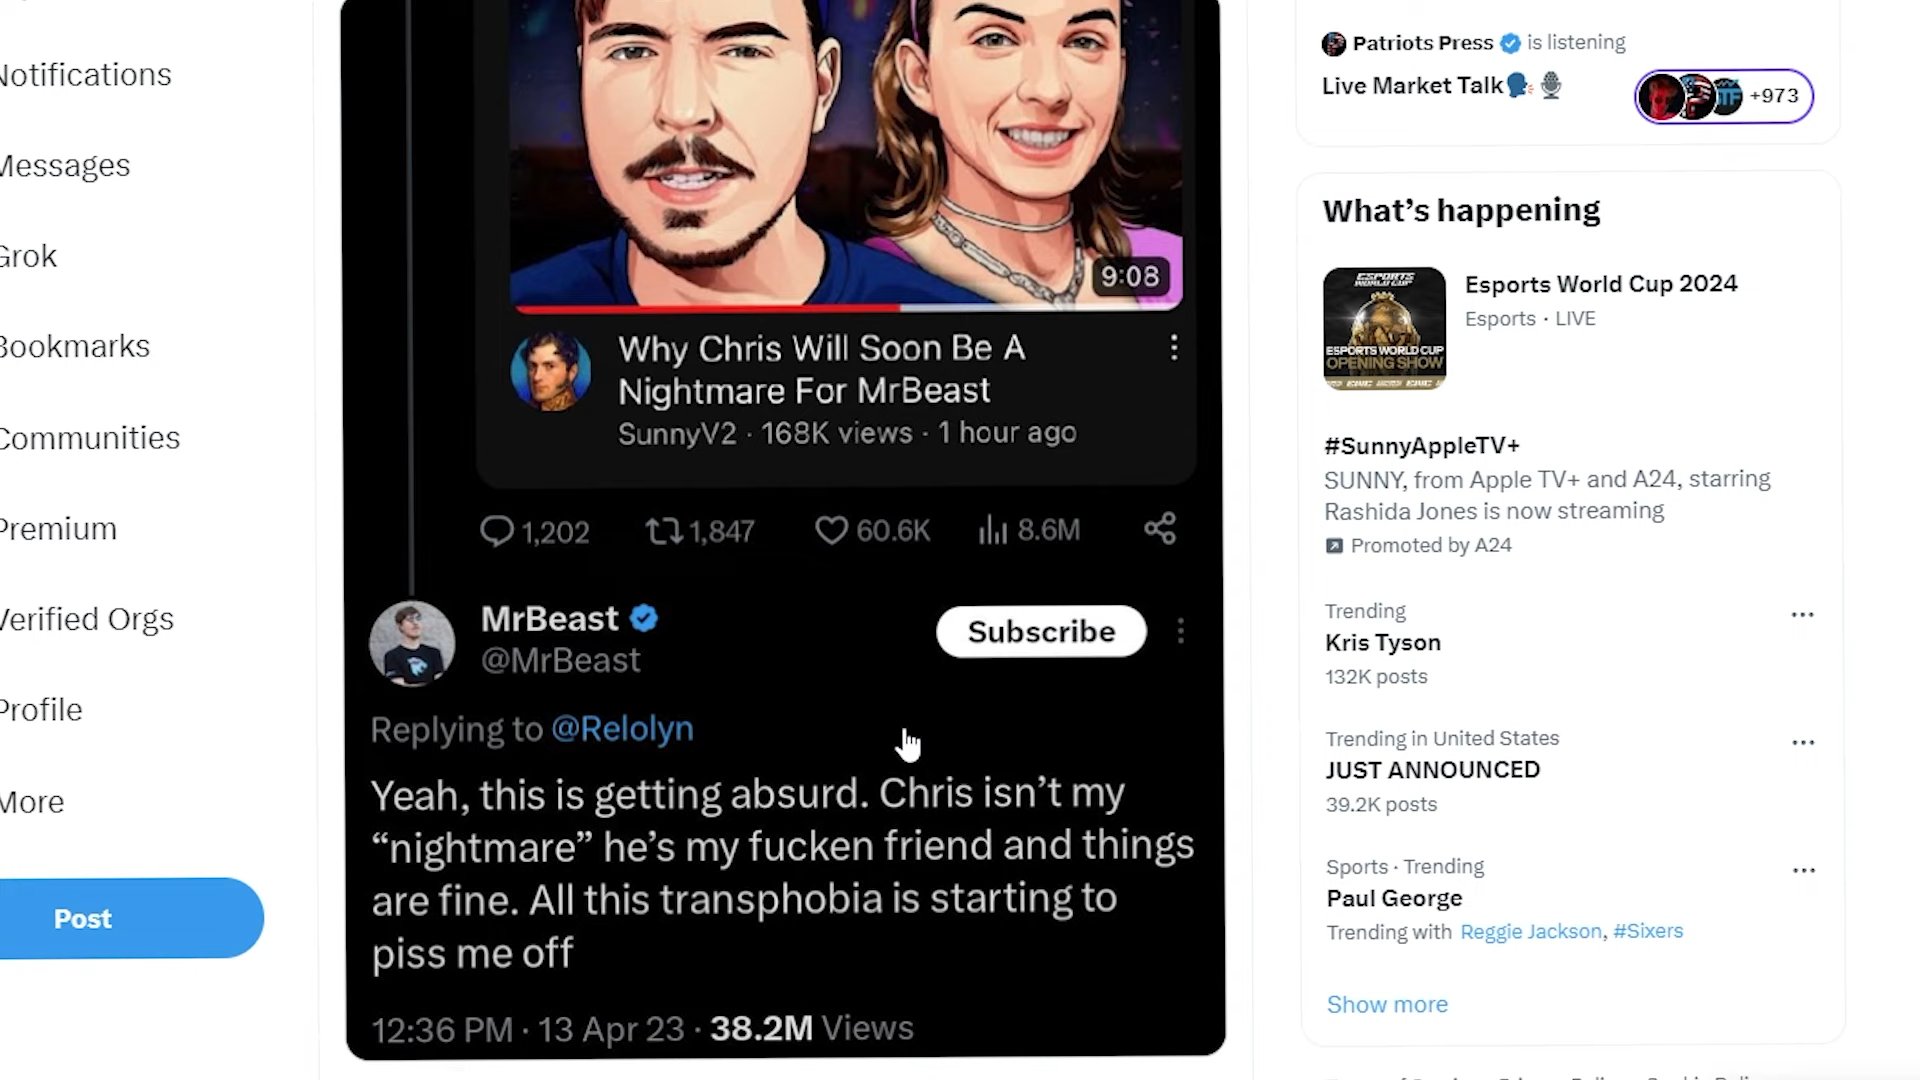 Notifications
Messages
Grok
Bookmarks
Communities
Premium
Verified Orgs
Profile
More
Post
9:08
Why Chris Will Soon Be A
Nightmare For MrBeast
SunnyV2 · 168K views · 1 hour ago
1,202 1,847 60.6K 8.6M
MrBeast
@MrBeast
Subscribe
Replying to @Relolyn
Yeah, this is getting absurd. Chris isn’t my
“nightmare” he’s my fucken friend and things
are fine. All this transphobia is starting to
piss me off
12:36 PM · 13 Apr 23 · 38.2M Views
Patriots Press is listening
Live Market Talk
+973
What’s happening
ESPORTS
WORLD CUP
ESPORTS WORLD CUP
OPENING SHOW
Esports World Cup 2024
Esports · LIVE
#SunnyAppleTV+
SUNNY, from Apple TV+ and A24, starring
Rashida Jones is now streaming
Promoted by A24
Trending
Kris Tyson
132K posts
Trending in United States
JUST ANNOUNCED
39.2K posts
Sports · Trending
Paul George
Trending with Reggie Jackson, #Sixers
Show more